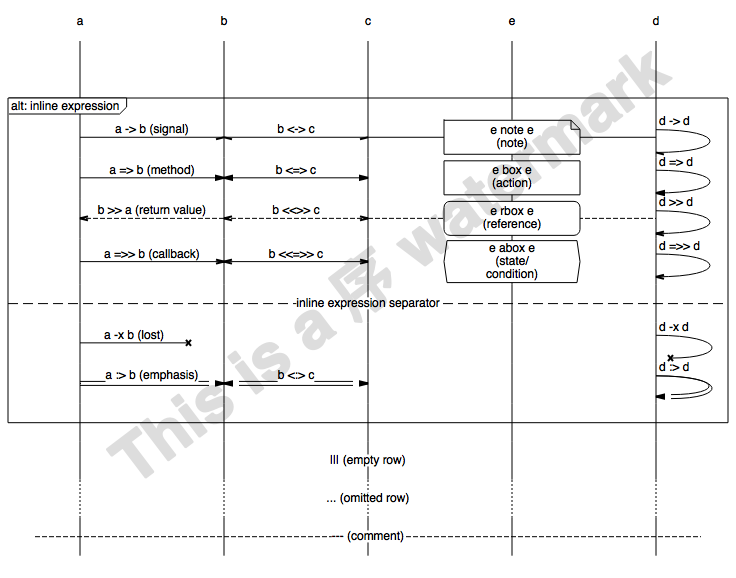 a b c e d
alt: inline expression
a -> b (signal) b <-> c e note e d -> d
(note)
a => b (method) b <=> c e box e d => d
(action)
b >> a (return value) b <<>> c e rbox e d >> d
(reference)
a =>> b (callback) b <<=>> c e abox e d =>> d
(state/
condition)
inline expression separator
a -x b (lost) d -x d
a :> b (emphasis) b <:> c d :> d
||| (empty row)
... (omitted row)
--- (comment)
This is a 序 watermark